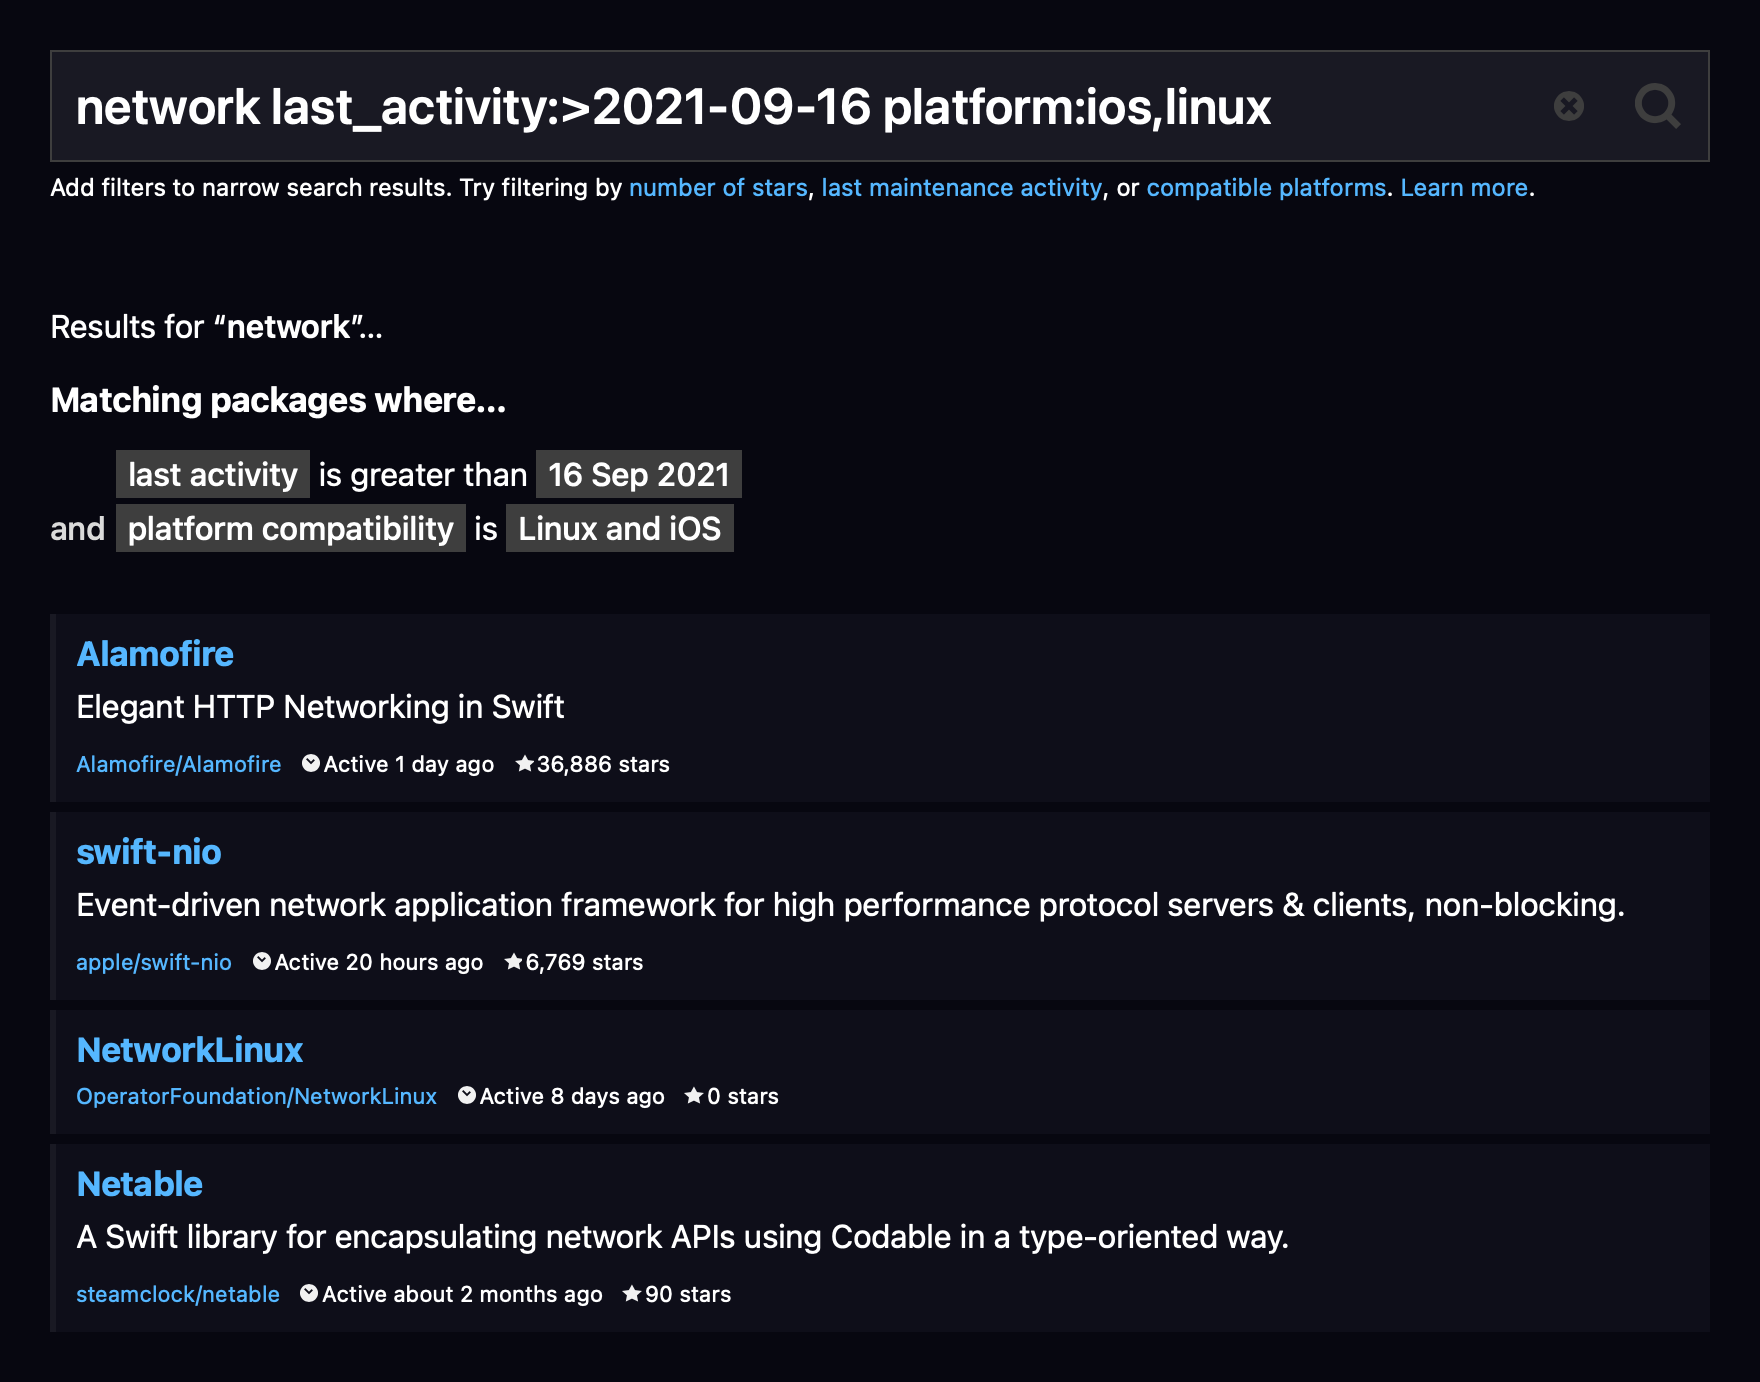 network last_activity:>2021-09-16 platform:ios,linux
Add filters to narrow search results. Try filtering by number of stars, last maintenance activity, or compatible platforms. Learn more.
Results for “network”...
Matching packages where...
last activity is greater than 16 Sep 2021
and platform compatibility is Linux and iOS
Alamofire
Elegant HTTP Networking in Swift
Alamofire/Alamofire Active 1 day ago 36,886 stars
swift-nio
Event-driven network application framework for high performance protocol servers & clients, non-blocking.
apple/swift-nio Active 20 hours ago 6,769 stars
NetworkLinux
OperatorFoundation/NetworkLinux Active 8 days ago 0 stars
Netable
A Swift library for encapsulating network APIs using Codable in a type-oriented way.
steamclock/netable Active about 2 months ago 90 stars